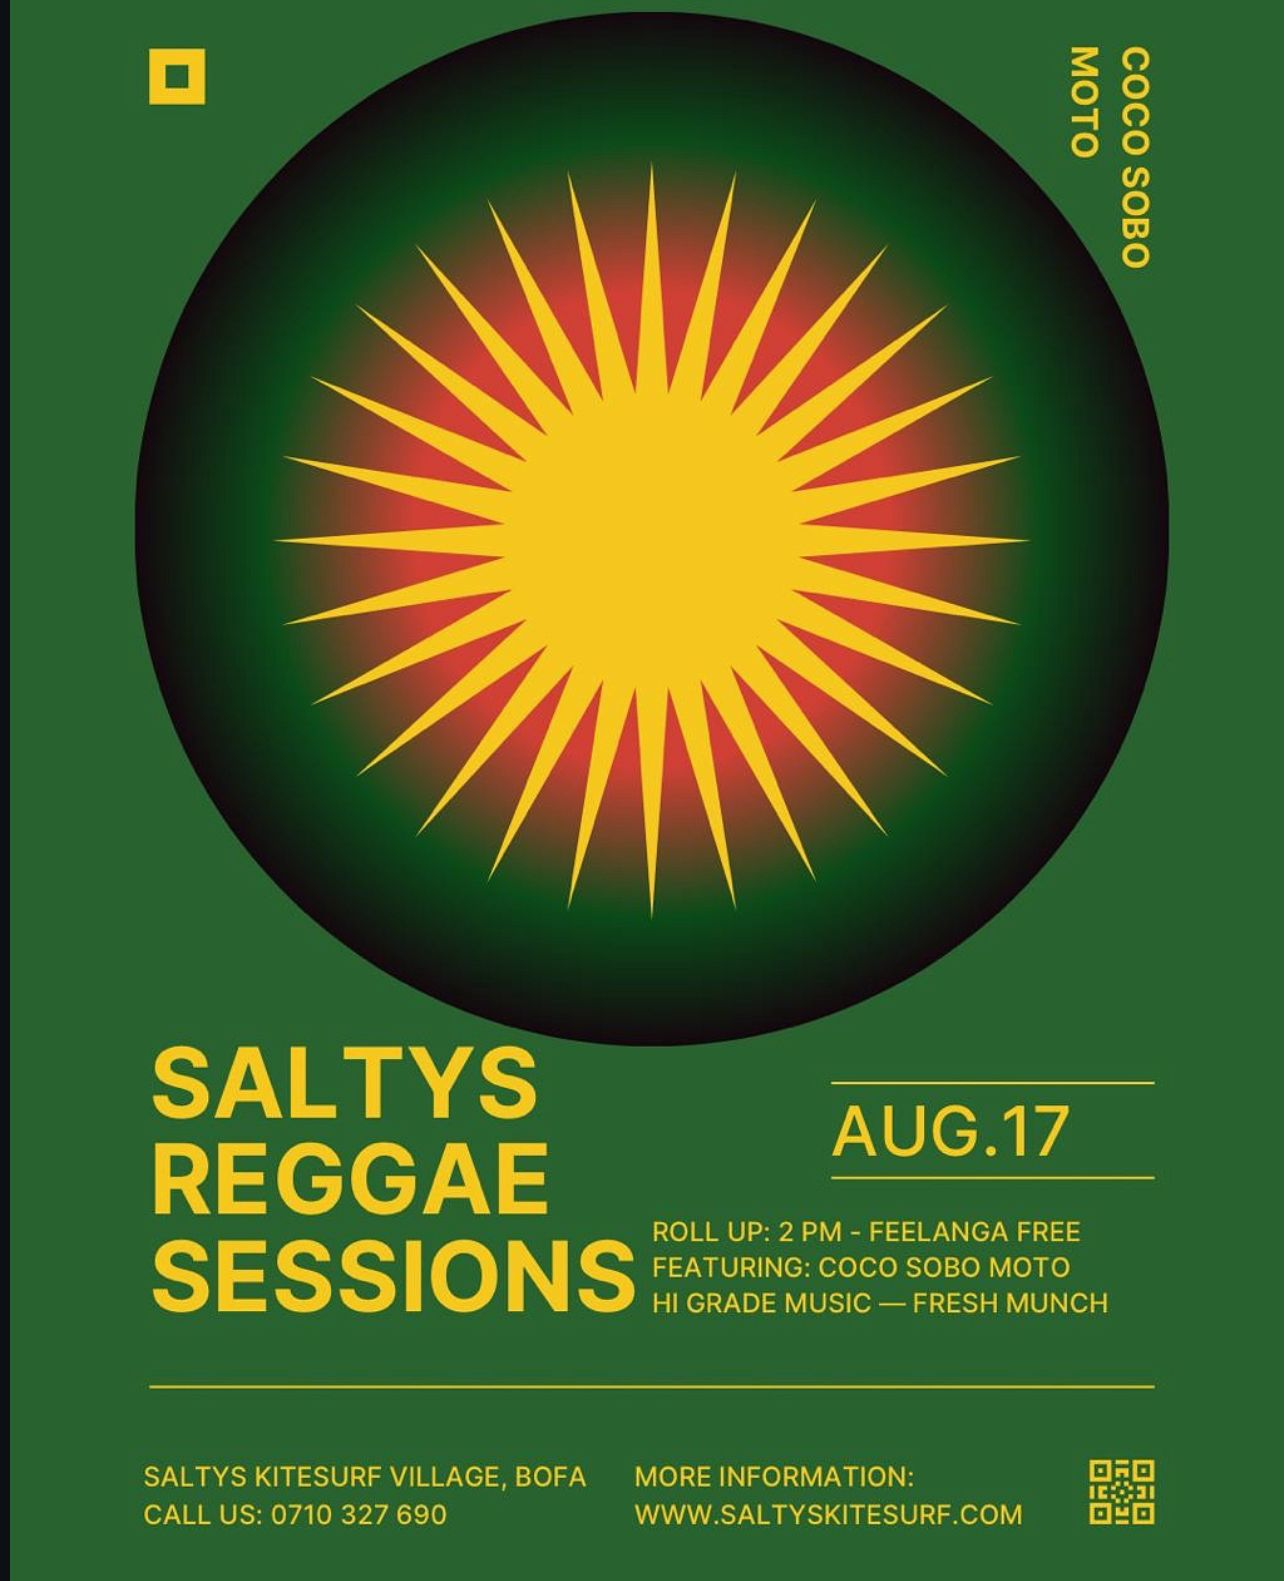 COCO SOBO
MOTO
SALTYS
REGGAE
SESSIONS
AUG.17
ROLL UP: 2 PM - FEELANGA FREE
FEATURING: COCO SOBO MOTO
HI GRADE MUSIC — FRESH MUNCH
SALTYS KITESURF VILLAGE, BOFA
CALL US: 0710 327 690
MORE INFORMATION:
WWW.SALTYSKITESURF.COM